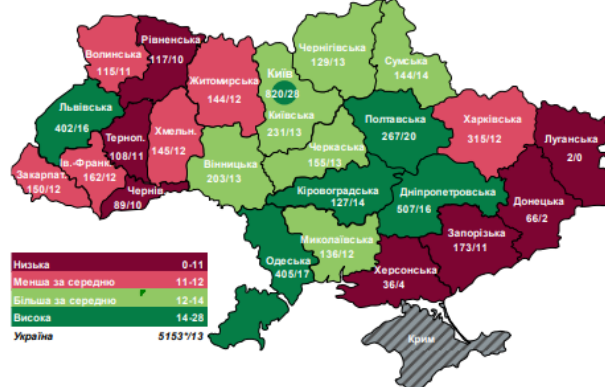 Волинська
115/11
Рівненська
117/10
Житомирська
144/12
Київ
820/28
Київська
231/13
Чернігівська
129/13
Сумська
144/14
Львівська
402/16
Терноп.
108/11
Хмельн.
145/12
Вінницька
203/13
Черкаська
155/13
Полтавська
267/20
Харківська
315/12
Луганська
2/0
Закарпат.
150/12
Ів.-Франк.
162/12
Чернів.
89/10
Кіровоградська
127/14
Дніпропетровська
507/16
Донецька
66/2
Одеська
405/17
Миколаївська
136/12
Херсонська
36/4
Запорізька
173/11
Крим
Низька 0-11
Менша за середню 11-12
Більша за середню 12-14
Висока 14-28
Україна 5153*/13